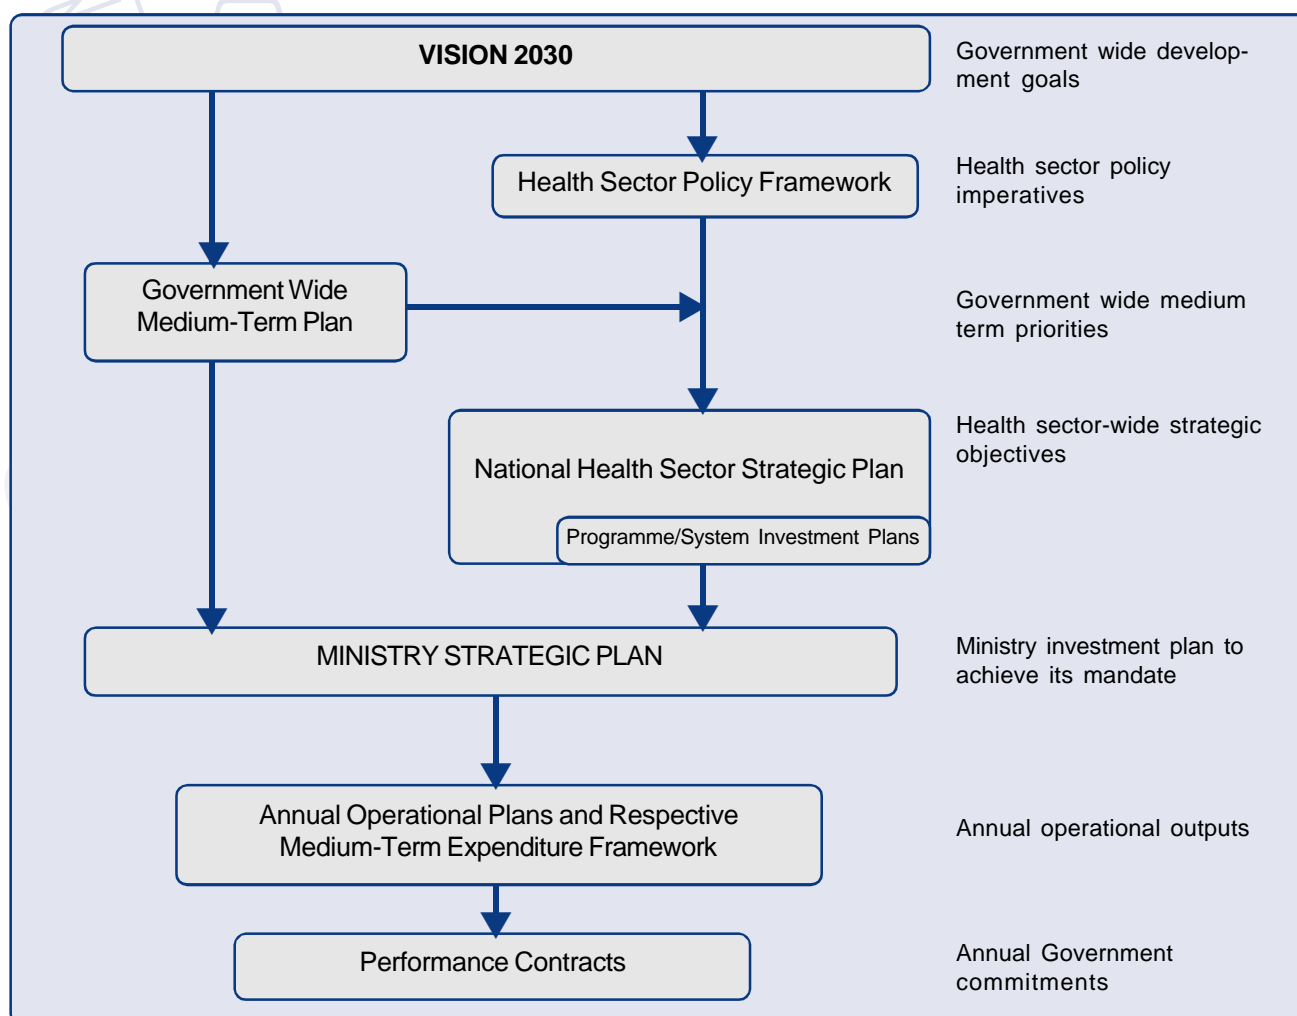 VISION 2030
Government wide develop-
ment goals
Health Sector Policy Framework
Health sector policy
imperatives
Government Wide
Medium-Term Plan
Government wide medium
term priorities
National Health Sector Strategic Plan
Programme/System Investment Plans
Health sector-wide strategic
objectives
MINISTRY STRATEGIC PLAN
Ministry investment plan to
achieve its mandate
Annual Operational Plans and Respective
Medium-Term Expenditure Framework
Annual operational outputs
Performance Contracts
Annual Government
commitments